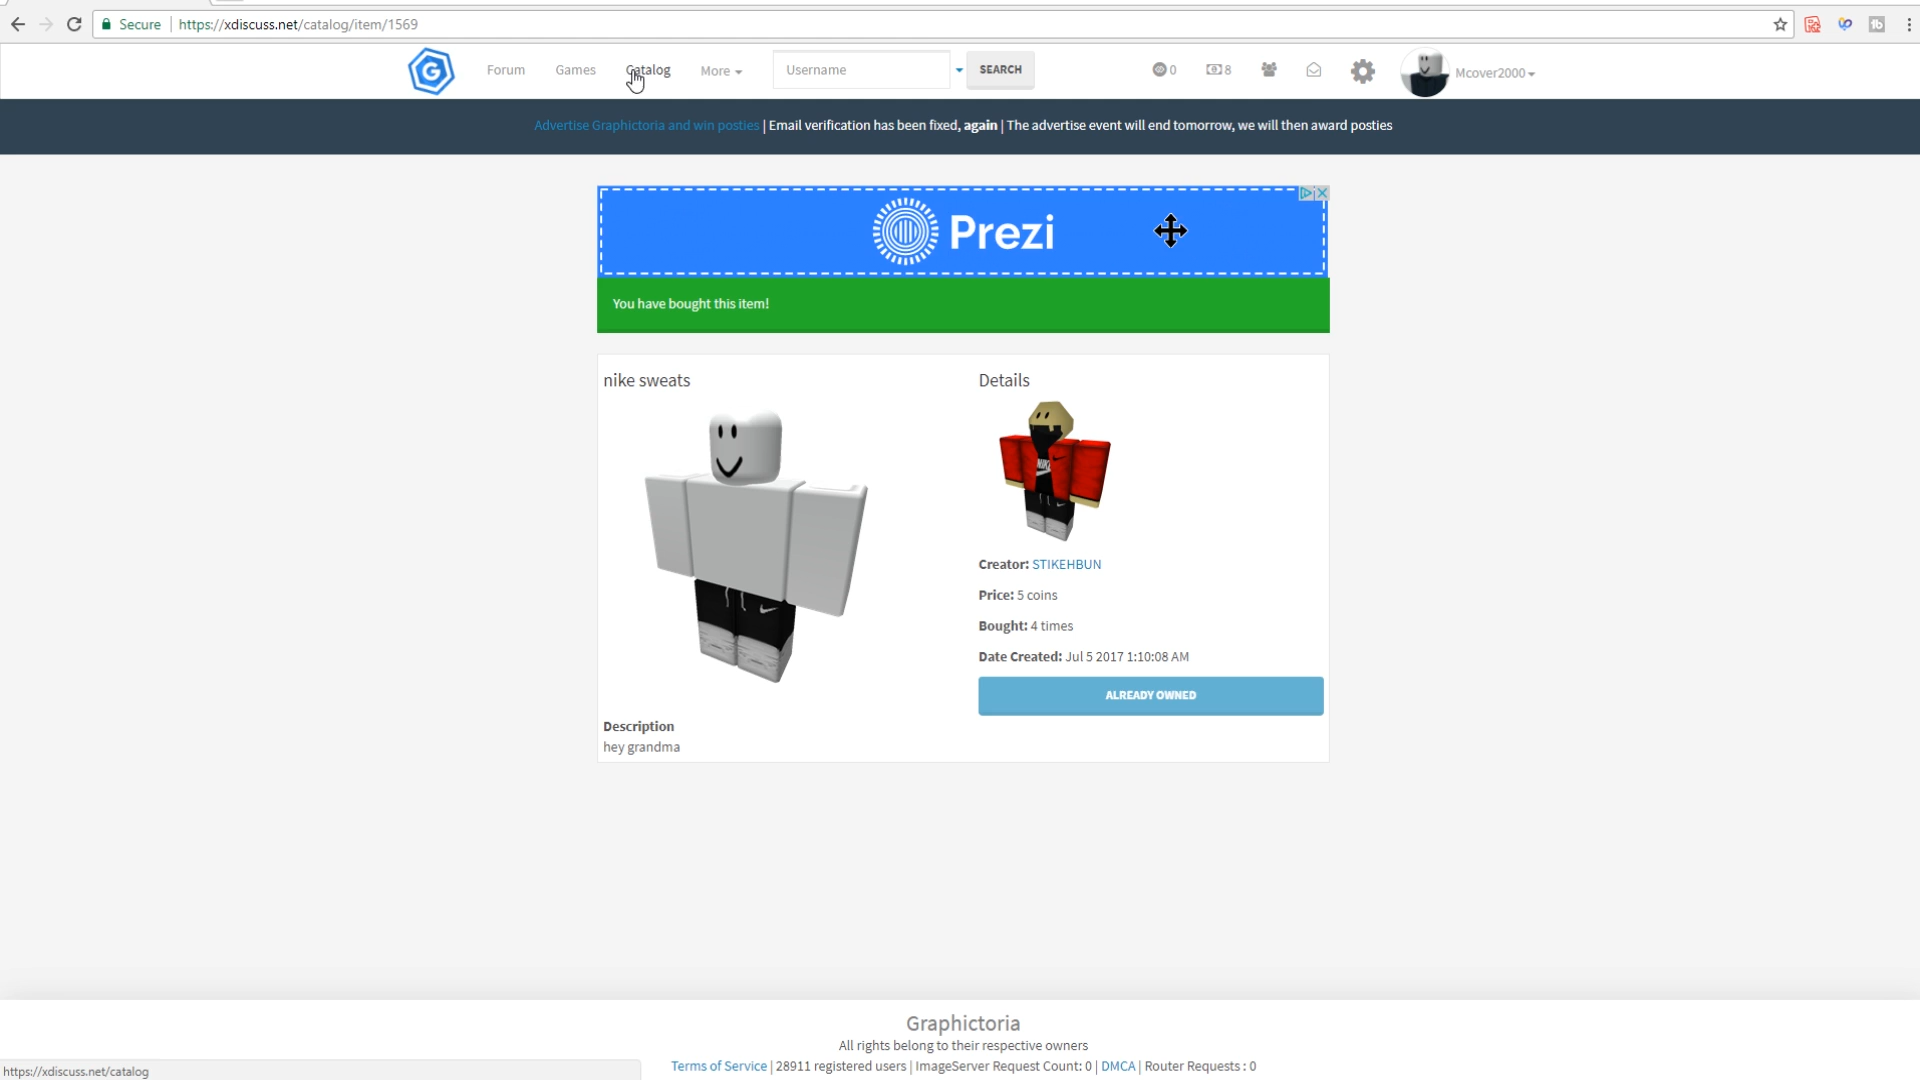 Secure https://xdiscuss.net/catalog/item/1569
Forum Games Catalog More Username SEARCH 0 8 Mcover2000
Advertise Graphictoria and win posties | Email verification has been fixed, again | The advertise event will end tomorrow, we will then award posties
Prezi
You have bought this item!
nike sweats
Details
NIKE
Creator: STIKEHBUN
Price: 5 coins
Bought: 4 times
Date Created: Jul 5 2017 1:10:08 AM
ALREADY OWNED
Description
hey grandma
Graphictoria
All rights belong to their respective owners
Terms of Service | 28911 registered users | ImageServer Request Count: 0 | DMCA | Router Requests : 0
https://xdiscuss.net/catalog